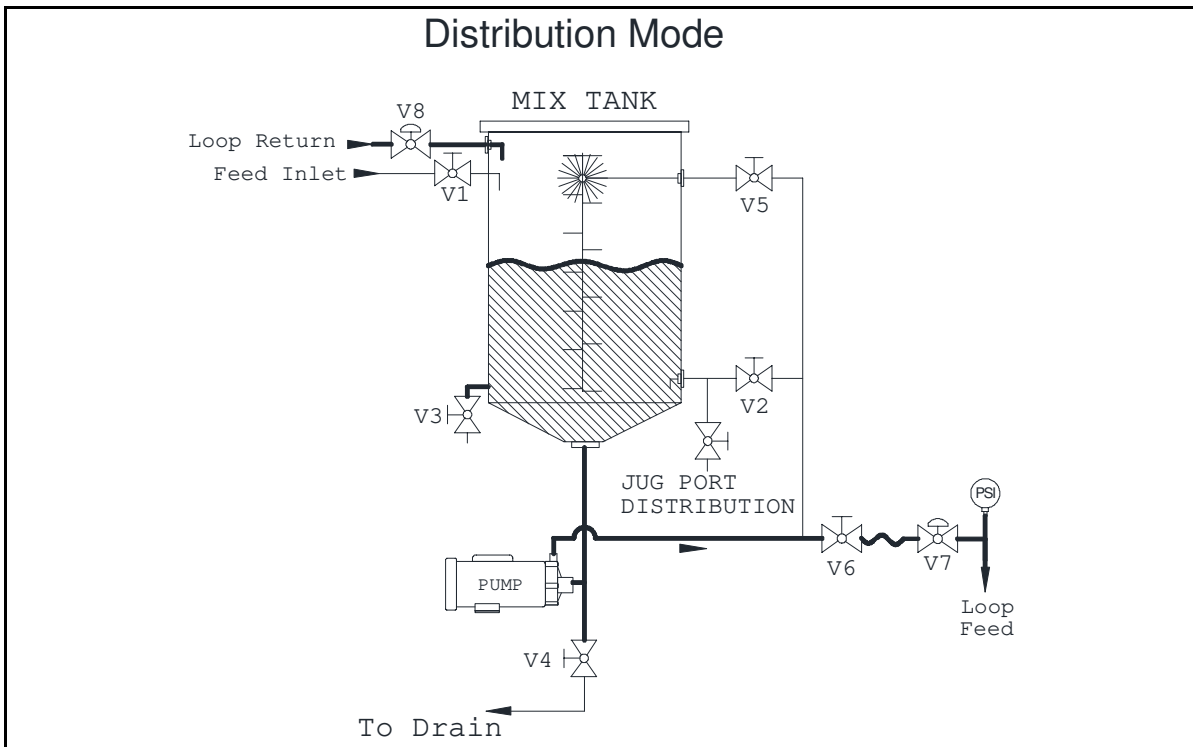 Distribution Mode
MIX TANK
V8
Loop Return
Feed Inlet
V1
V5
V3
V2
JUG PORT
DISTRIBUTION
PSI
V6
V7
PUMP
Loop
Feed
V4
To Drain